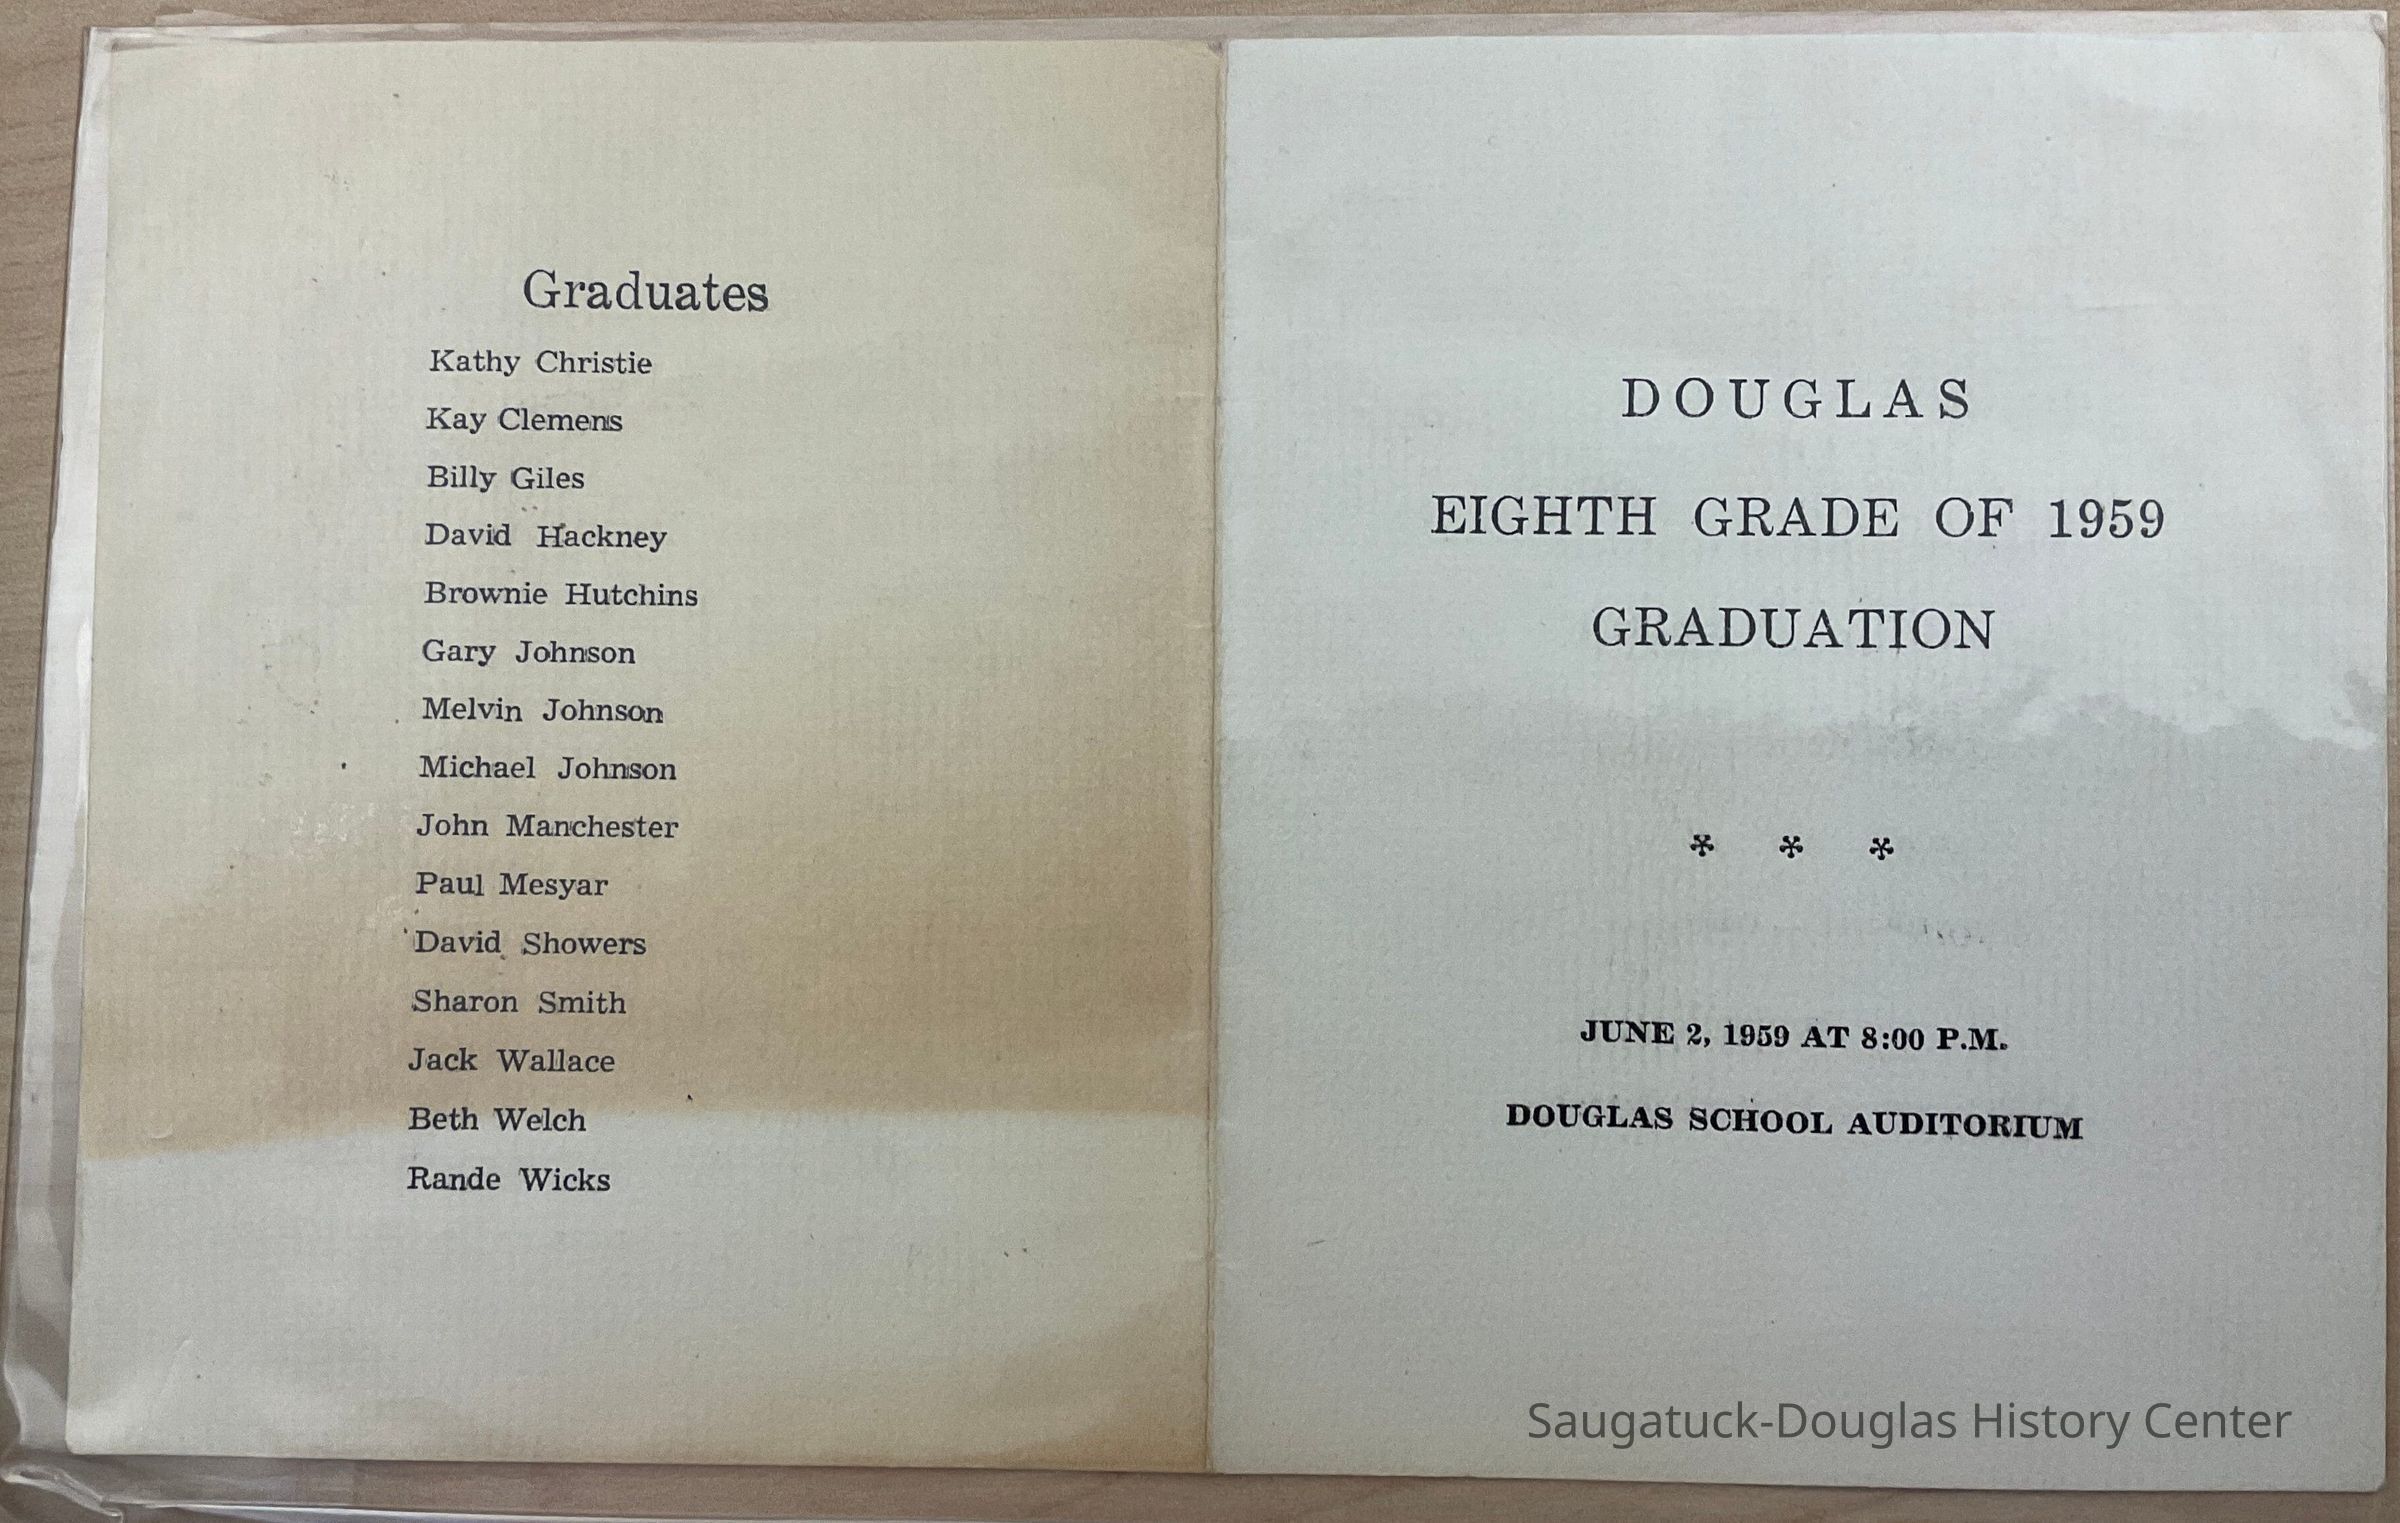 Graduates
Kathy Christie
Kay Clemens
Billy Giles
David Hackney
Brownie Hutchins
Gary Johnson
Melvin Johnson
Michael Johnson
John Manchester
Paul Mesyar
David Showers
Sharon Smith
Jack Wallace
Beth Welch
Rande Wicks
DOUGLAS
EIGHTH GRADE OF 1959
GRADUATION
* * *
JUNE 2, 1959 AT 8:00 P.M.
DOUGLAS SCHOOL AUDITORIUM
Saugatuck-Douglas History Center